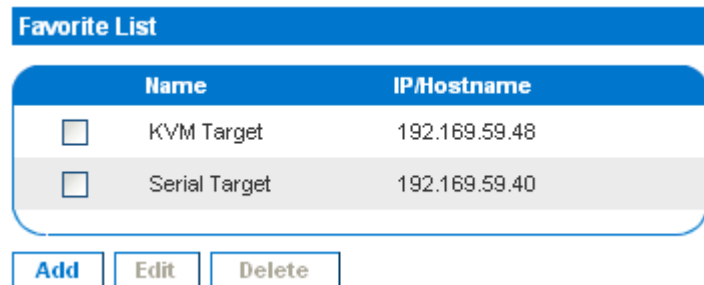 Favorite List
Name IP/Hostname
KVM Target 192.169.59.48
Serial Target 192.169.59.40
Add Edit Delete